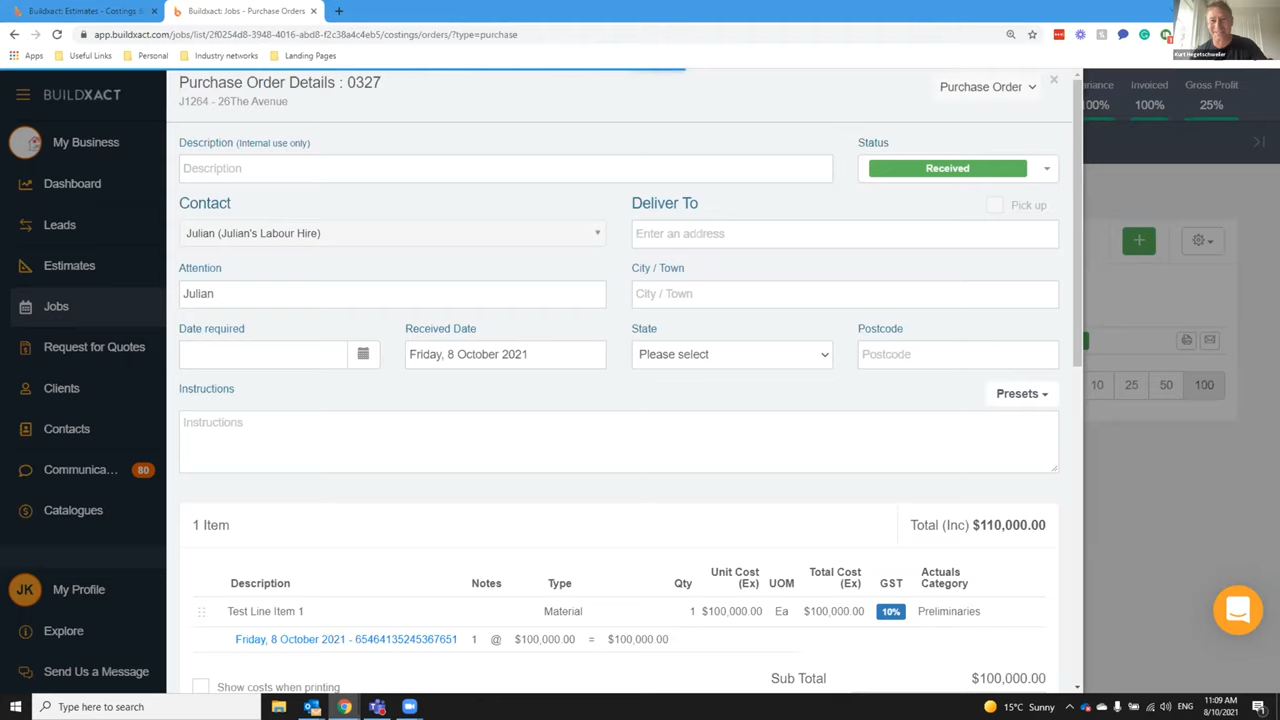 Buildxact: Estimates - Costings &
Buildxact: Jobs - Purchase Orders
app.buildxact.com/jobs/list/2f0254d8-3948-4016-abd8-f2c38a4c4eb5/costings/orders/?type=purchase
Apps Useful Links Personal Industry networks Landing Pages
Kurt Hegetschweiler
BUILDXACT
My Business
Dashboard
Leads
Estimates
Jobs
Request for Quotes
Clients
Contacts
Communica... 80
Catalogues
JK My Profile
Explore
Send Us a Message
Purchase Order Details : 0327
J1264 - 26The Avenue
Purchase Order
Description (Internal use only)
Description
Status
Received
Contact
Julian (Julian's Labour Hire)
Deliver To
Pick up
Enter an address
Attention
Julian
City / Town
City / Town
Date required
Received Date
Friday, 8 October 2021
State
Please select
Postcode
Postcode
Instructions
Presets
Instructions
1 Item
Total (Inc) $110,000.00
Description Notes Type Qty Unit Cost (Ex) UOM Total Cost (Ex) GST Actuals Category
Test Line Item 1 Material 1 $100,000.00 Ea $100,000.00 10% Preliminaries
Friday, 8 October 2021 - 65464135245367651 1 @ $100,000.00 = $100,000.00
Sub Total $100,000.00
Show costs when printing
ariance Invoiced Gross Profit
100% 100% 25%
10 25 50 100
Type here to search
15°C Sunny
ENG
11:09 AM
8/10/2021